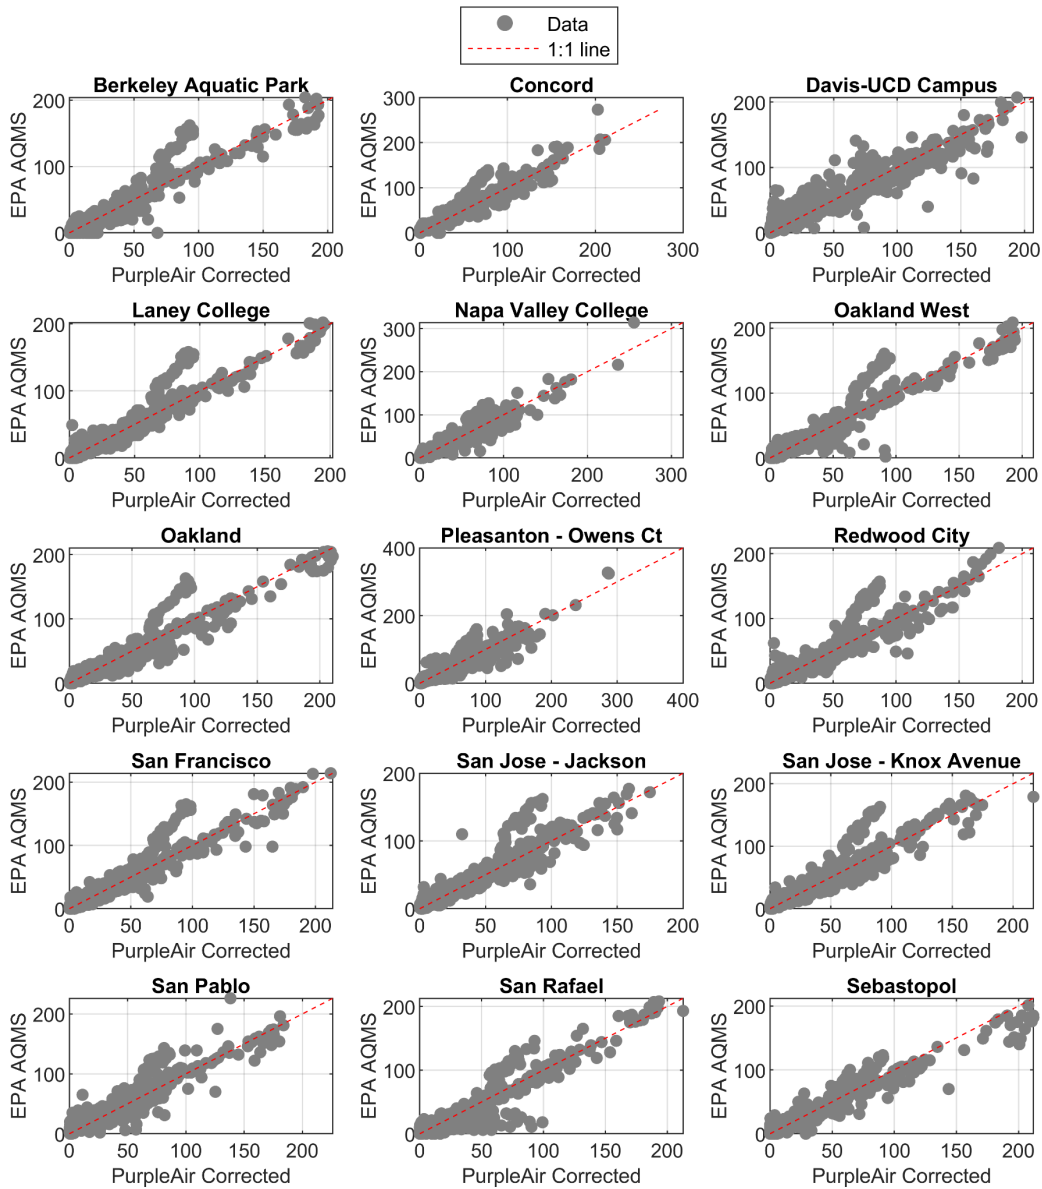 Data
1:1 line
Berkeley Aquatic Park
Concord
Davis-UCD Campus
EPA AQMS
200
100
0
0 50 100 150 200
PurpleAir Corrected
EPA AQMS
300
200
100
0
0 100 200 300
PurpleAir Corrected
EPA AQMS
200
100
0
0 50 100 150 200
PurpleAir Corrected
Laney College
Napa Valley College
Oakland West
EPA AQMS
200
100
0
0 50 100 150 200
PurpleAir Corrected
EPA AQMS
300
200
100
0
0 100 200 300
PurpleAir Corrected
EPA AQMS
200
100
0
0 50 100 150 200
PurpleAir Corrected
Oakland
Pleasanton - Owens Ct
Redwood City
EPA AQMS
200
100
0
0 50 100 150 200
PurpleAir Corrected
EPA AQMS
400
200
0
0 100 200 300 400
PurpleAir Corrected
EPA AQMS
200
100
0
0 50 100 150 200
PurpleAir Corrected
San Francisco
San Jose - Jackson
San Jose - Knox Avenue
EPA AQMS
200
100
0
0 50 100 150 200
PurpleAir Corrected
EPA AQMS
200
100
0
0 50 100 150 200
PurpleAir Corrected
EPA AQMS
200
100
0
0 50 100 150 200
PurpleAir Corrected
San Pablo
San Rafael
Sebastopol
EPA AQMS
200
100
0
0 50 100 150 200
PurpleAir Corrected
EPA AQMS
200
100
0
0 50 100 150 200
PurpleAir Corrected
EPA AQMS
200
100
0
0 50 100 150 200
PurpleAir Corrected